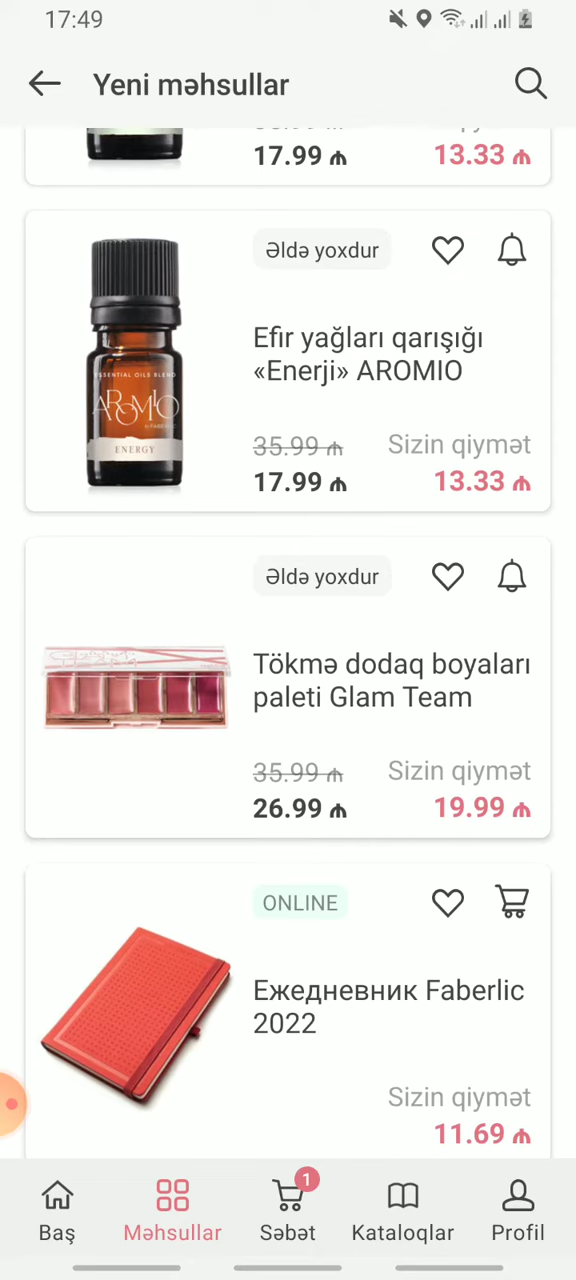 17:49
Yeni məhsullar
17.99 ₼
13.33 ₼
Əldə yoxdur
ESSENTIAL OILS BLEND
AROMIO
by FABERLIC
ENERGY
Efir yağları qarışığı
«Enerji» AROMIO
35.99 ₼
Sizin qiymət
17.99 ₼
13.33 ₼
Əldə yoxdur
Tökmə dodaq boyaları
paleti Glam Team
35.99 ₼
Sizin qiymət
26.99 ₼
19.99 ₼
ONLINE
Ежедневник Faberlic
2022
Sizin qiymət
11.69 ₼
1
Baş
Məhsullar
Səbət
Kataloqlar
Profil